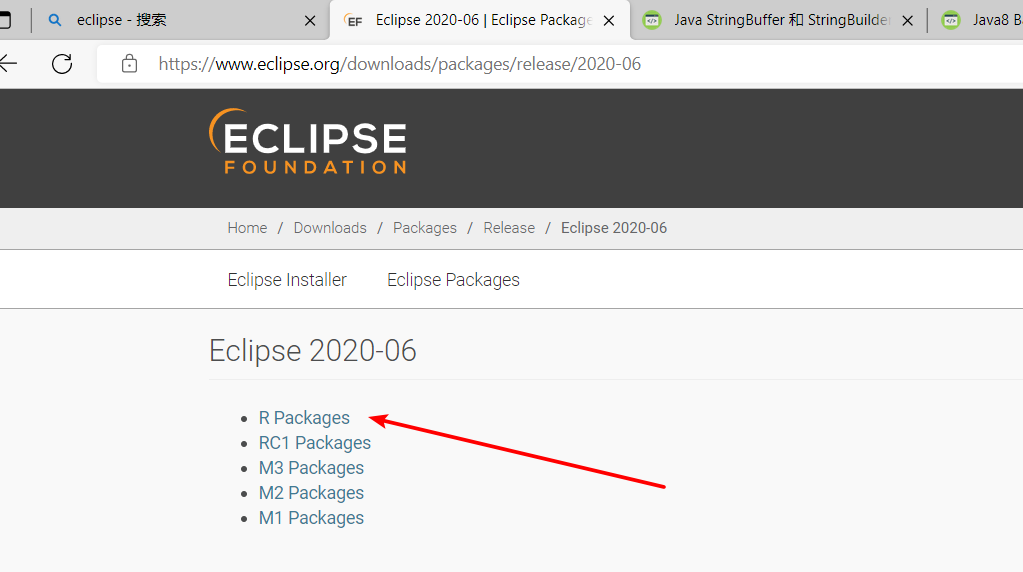 eclipse - 搜索
EF Eclipse 2020-06 | Eclipse Package
Java StringBuffer 和 StringBuilder
Java8 B
https://www.eclipse.org/downloads/packages/release/2020-06
ECLIPSE
FOUNDATION
Home / Downloads / Packages / Release / Eclipse 2020-06
Eclipse Installer Eclipse Packages
Eclipse 2020-06
R Packages
RC1 Packages
M3 Packages
M2 Packages
M1 Packages